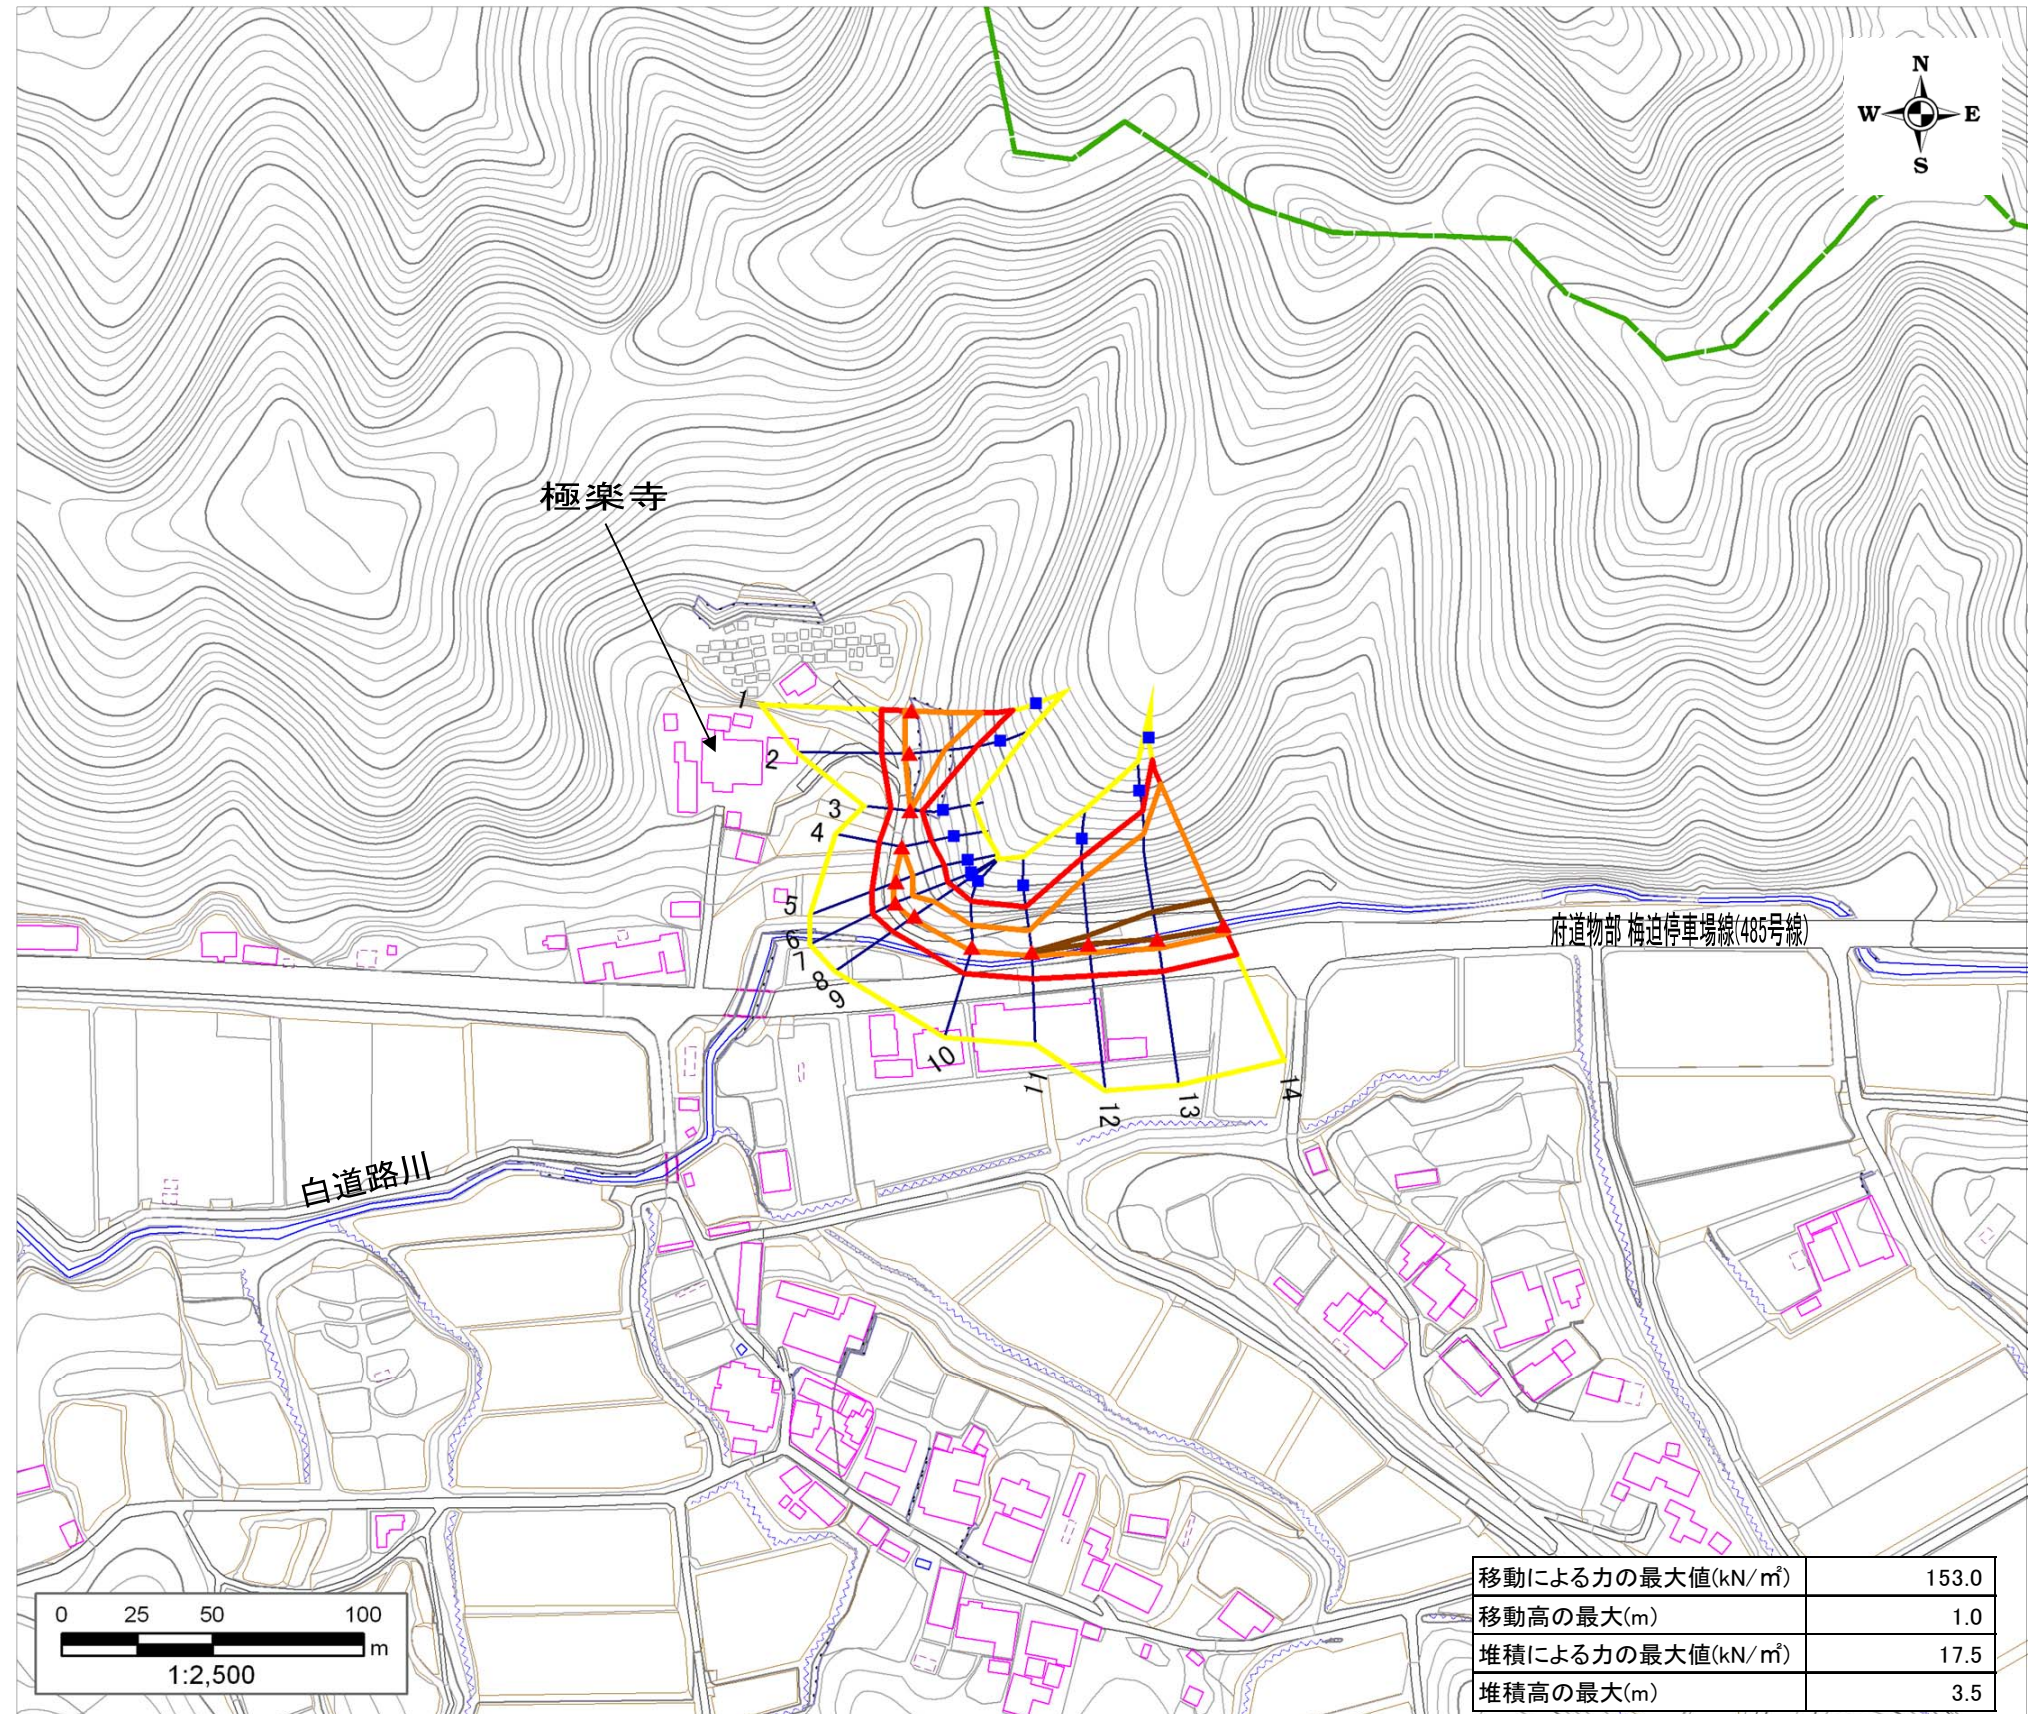 N
W E
S
極楽寺
1
2
3
4
5
6
7
8
9
10
11
12
13
14
府道物部 梅迫停車場線(485号線)
白道路川
0 25 50 100
m
1:2,500
移動による力の最大値(kN/㎡) 153.0
移動高の最大(m) 1.0
堆積による力の最大値(kN/㎡) 17.5
堆積高の最大(m) 3.5